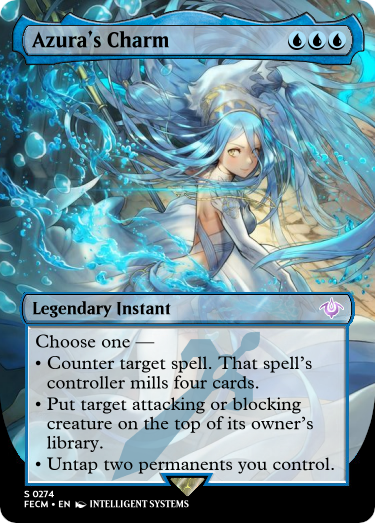 Azura's Charm
Legendary Instant
Choose one —
• Counter target spell. That spell's
controller mills four cards.
• Put target attacking or blocking
creature on the top of its owner's
library.
• Untap two permanents you control.
S 0274
FECM • EN INTELLIGENT SYSTEMS